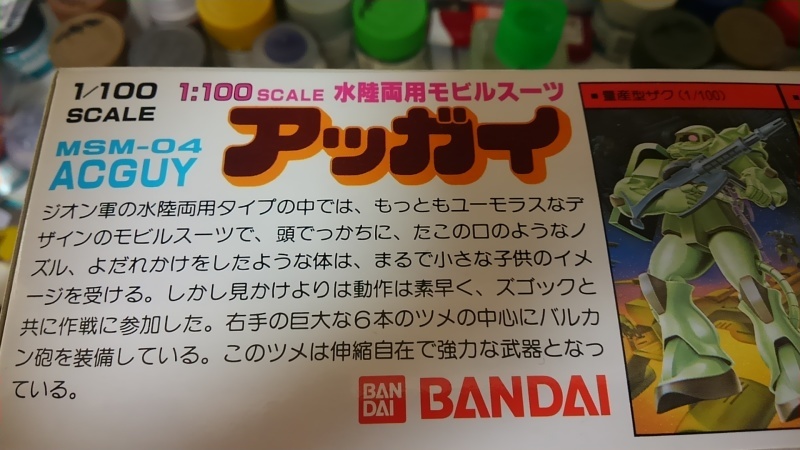 1/100
SCALE
1:100 SCALE 水陸両用モビルスーツ
MSM-04
ACGUY
アッガイ
ジオン軍の水陸両用タイプの中では、もっともユーモラスなデ
ザインのモビルスーツで、頭でっかちに、たこの口のようなノ
ズル、よだれかけをしたような体は、まるで小さな子供のイメ
ージを受ける。しかし見かけよりは動作は素早く、ズゴックと
共に作戦に参加した。右手の巨大な6本のツメの中心にバルカ
ン砲を装備している。このツメは伸縮自在で強力な武器となっ
ている。
BAN
DAI
BANDAI
■量産型ザク(1/100)